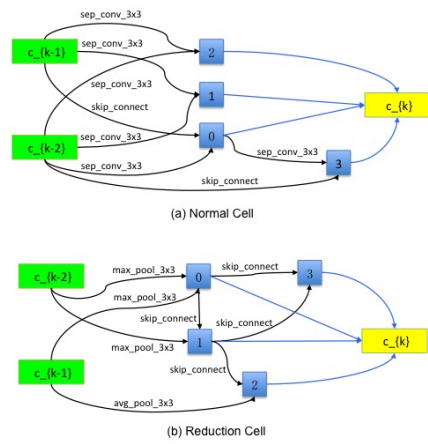 sep_conv_3x3
c_{k-1}
sep_conv_3x3
2
sep_conv_3x3
1
c_{k}
skip_connect
c_{k-2}
sep_conv_3x3
0
sep_conv_3x3
sep_conv_3x3
3
skip_connect
(a) Normal Cell
c_{k-2}
max_pool_3x3
0
skip_connect
3
max_pool_3x3
skip_connect
skip_connect
c_{k}
1
max_pool_3x3
skip_connect
c_{k-1}
2
avg_pool_3x3
(b) Reduction Cell